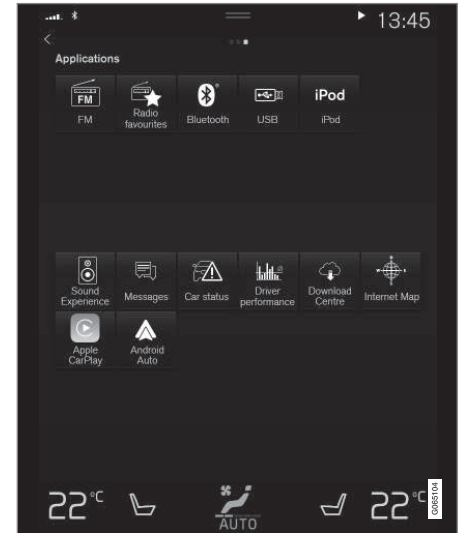 13:45
Applications
FM
FM
Radio
favourites
Bluetooth
USB
iPod
iPod
Sound
Experience
Messages
Car status
Driver
performance
Download
Centre
Internet Map
Apple
CarPlay
Android
Auto
22°C
AUTO
22°C
G065104